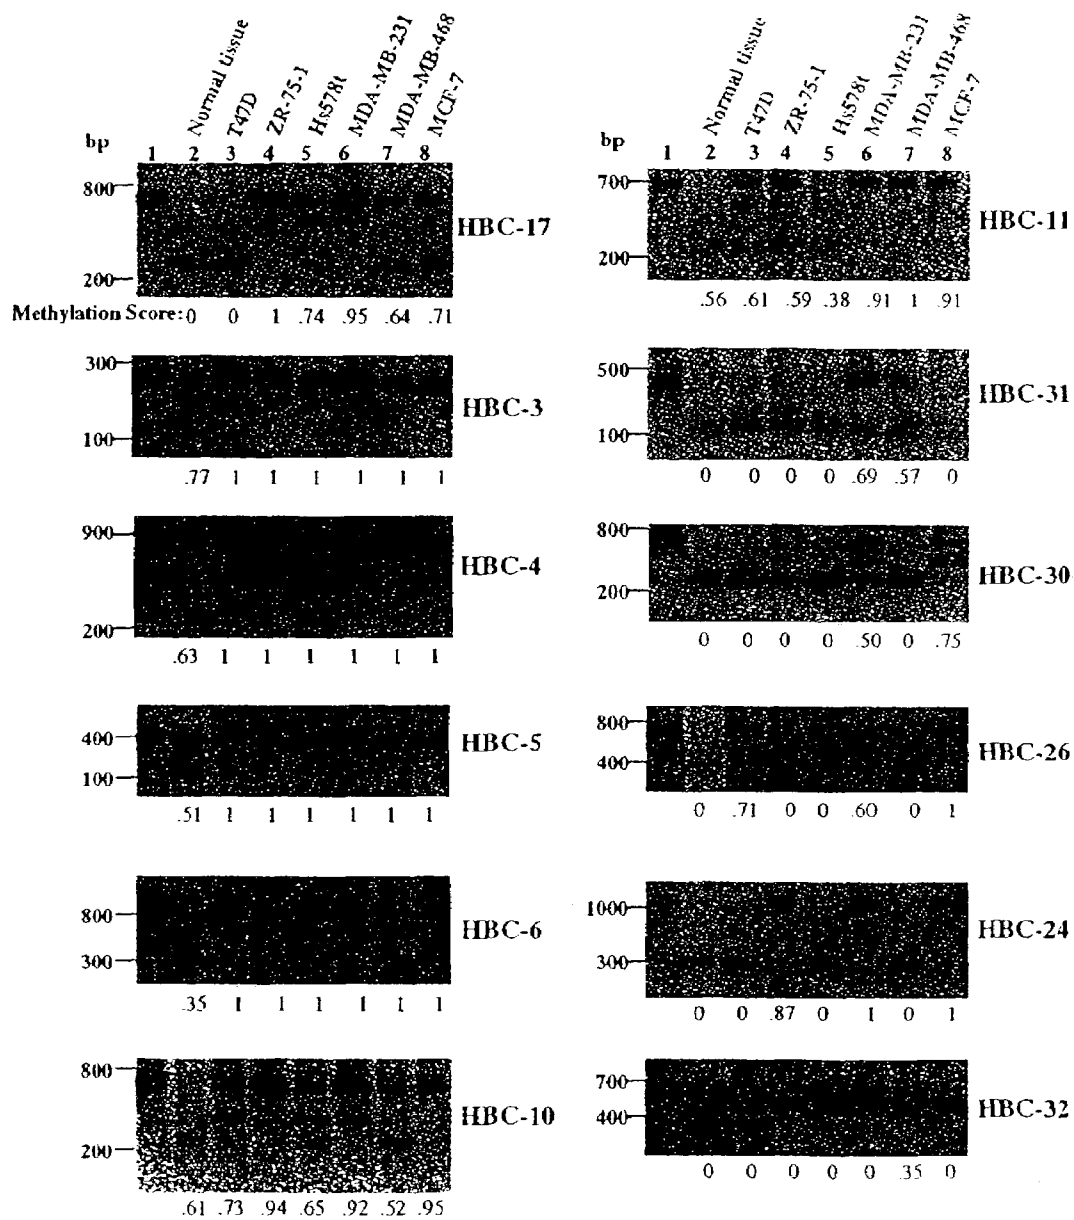 Normal tissue
T47D
ZR-75-1
Hs578t
MDA-MB-231
MDA-MB-468
MCF-7
bp
1 2 3 4 5 6 7 8
800
200
HBC-17
Methylation Score: 0 0 1 .74 .95 .64 .71
300
100
HBC-3
.77 1 1 1 1 1 1
900
200
HBC-4
.63 1 1 1 1 1 1
400
100
HBC-5
.51 1 1 1 1 1 1
800
300
HBC-6
.35 1 1 1 1 1 1
800
200
HBC-10
.61 .73 .94 .65 .92 .52 .95
Normal tissue
T47D
ZR-75-1
Hs578t
MDA-MB-231
MDA-MB-468
MCF-7
bp
1 2 3 4 5 6 7 8
700
200
HBC-11
.56 .61 .59 .38 .91 1 .91
500
100
HBC-31
0 0 0 0 .69 .57 0
800
200
HBC-30
0 0 0 0 .50 0 .75
800
400
HBC-26
0 .71 0 0 .60 0 1
1000
300
HBC-24
0 0 .87 0 1 0 1
700
400
HBC-32
0 0 0 0 0 .35 0